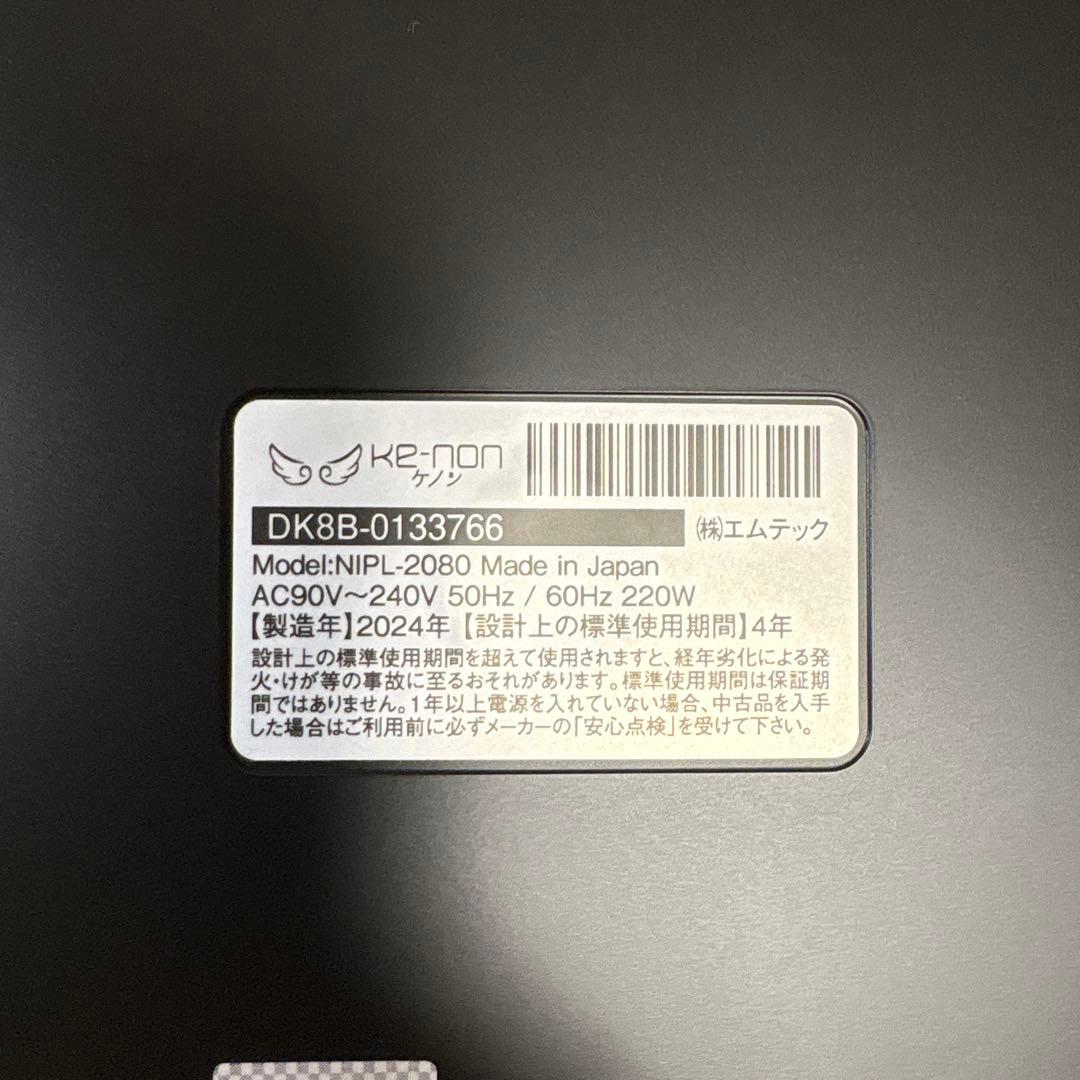 Ke-non
ケノン
DK8B-0133766
㈱エムテック
Model:NIPL-2080 Made in Japan
AC90V～240V 50Hz / 60Hz 220W
【製造年】2024年【設計上の標準使用期間】4年
設計上の標準使用期間を超えて使用されますと、経年劣化による発
火・けが等の事故に至るおそれがあります。標準使用期間は保証期
間ではありません。1年以上電源を入れていない場合、中古品を入手
した場合はご利用前に必ずメーカーの「安心点検」を受けて下さい。